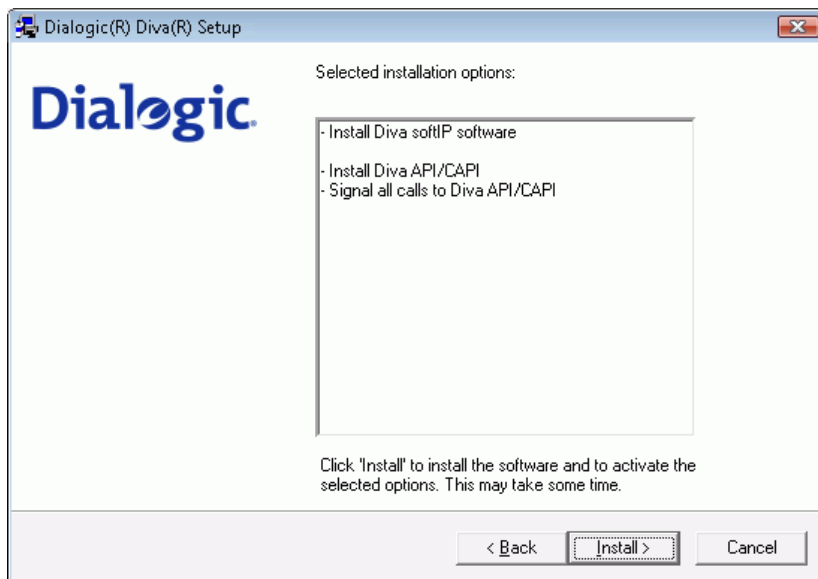 Dialogic(R) Diva(R) Setup
Dialogic®
Selected installation options:
- Install Diva softIP software
- Install Diva API/CAPI
- Signal all calls to Diva API/CAPI
Click 'Install' to install the software and to activate the
selected options. This may take some time.
< Back Install > Cancel